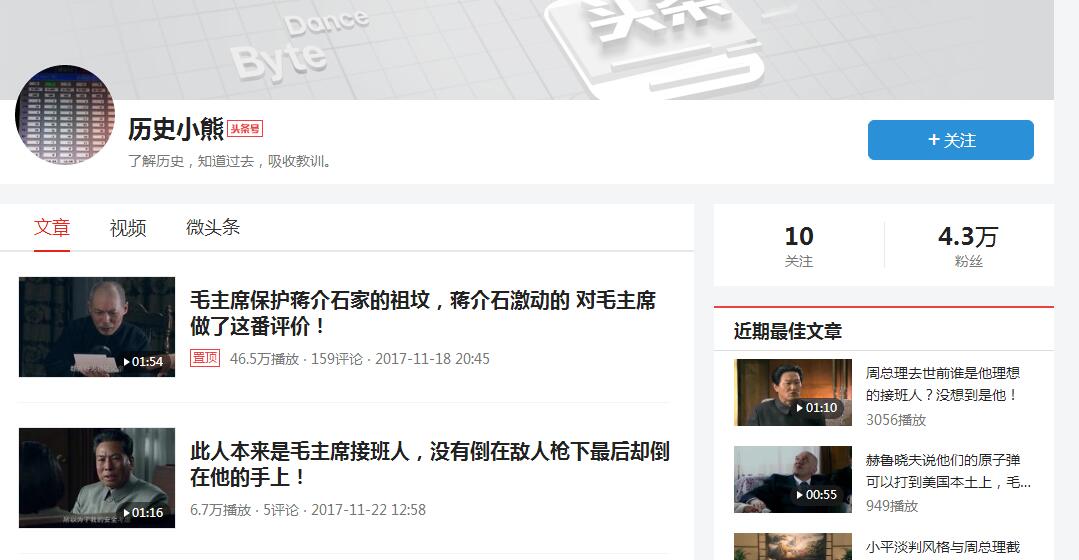 Dance
Byte
头条
历史小熊 头条号
了解历史，知道过去，吸收教训。
+ 关注
文章 视频 微头条
10
关注
4.3万
粉丝
01:54
毛主席保护蒋介石家的祖坟，蒋介石激动的 对毛主席
做了这番评价！
置顶 46.5万播放 · 159评论 · 2017-11-18 20:45
01:16
此人本来是毛主席接班人，没有倒在敌人枪下最后却倒
在他的手上！
6.7万播放 · 5评论 · 2017-11-22 12:58
近期最佳文章
01:10
周总理去世前谁是他理想
的接班人？没想到是他！
3056播放
00:55
赫鲁晓夫说他们的原子弹
可以打到美国本土上，毛...
949播放
小平谈判风格与周总理截